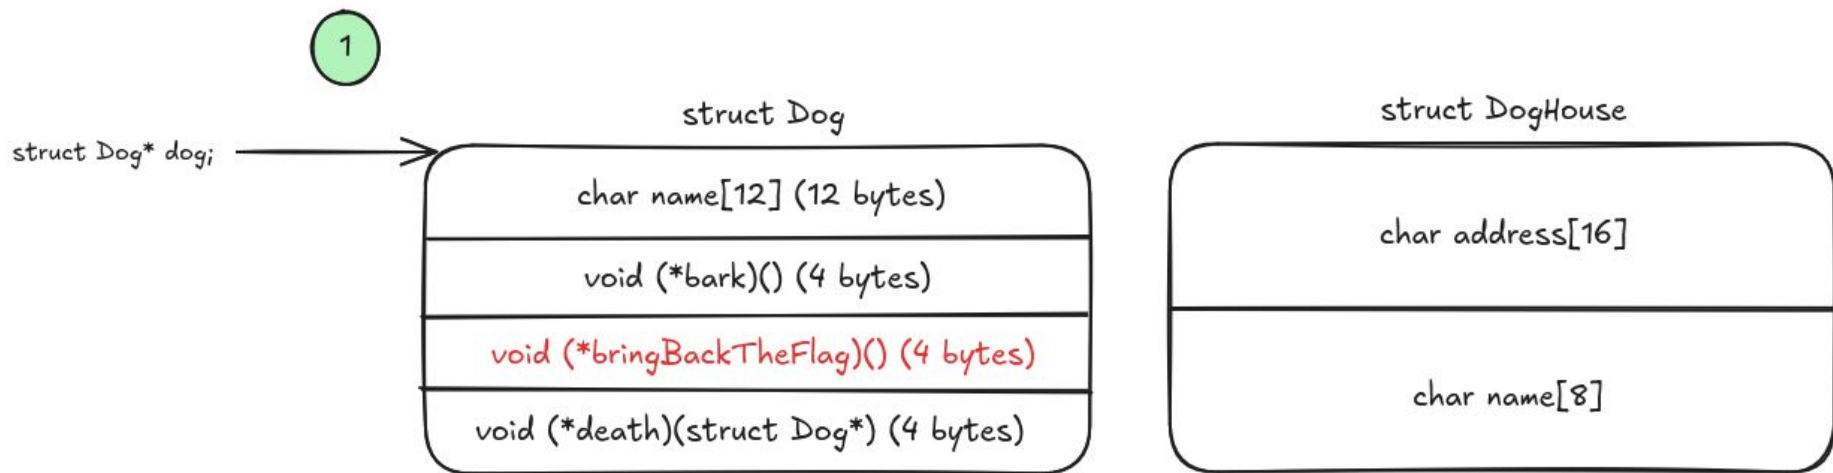 1
struct Dog* dog;
struct Dog
char name[12] (12 bytes)
void (*bark)() (4 bytes)
void (*bringBackTheFlag)() (4 bytes)
void (*death)(struct Dog*) (4 bytes)
struct DogHouse
char address[16]
char name[8]